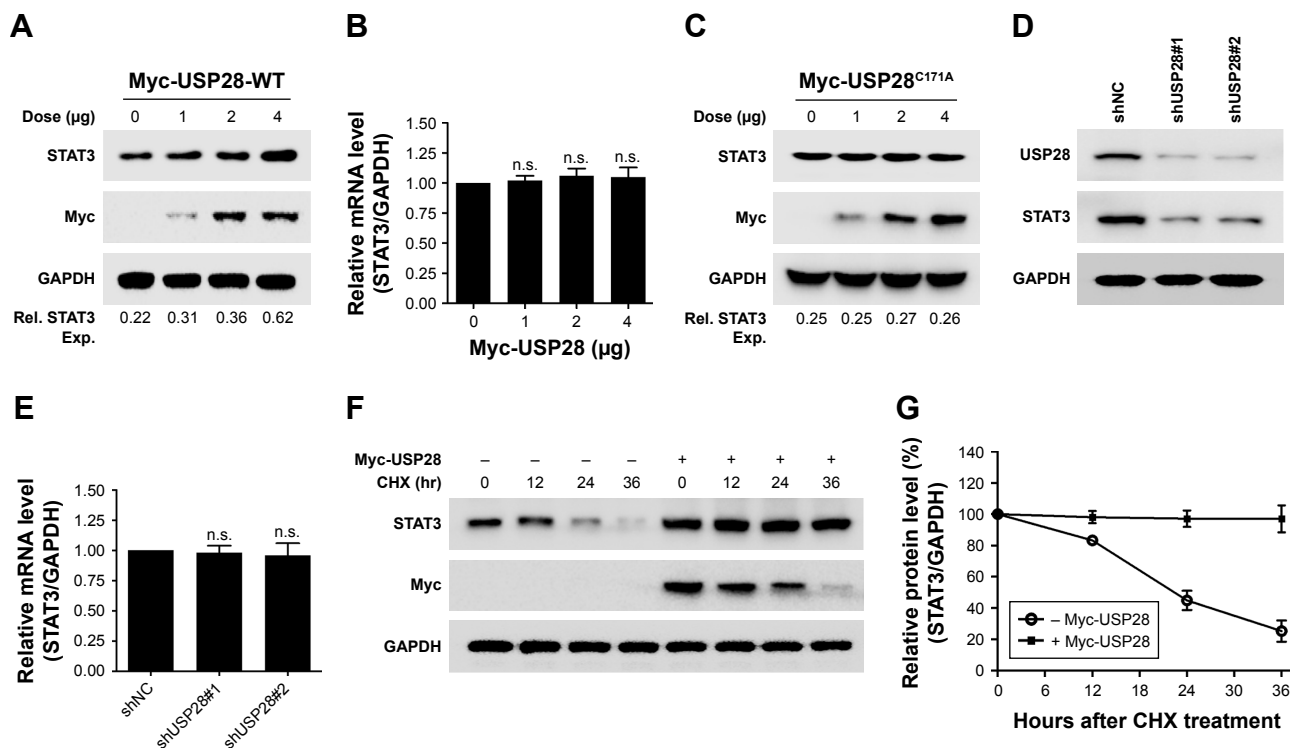 A
Myc-USP28-WT
Dose (µg) 0 1 2 4
STAT3
Myc
GAPDH
Rel. STAT3 Exp. 0.22 0.31 0.36 0.62
B
Relative mRNA level
(STAT3/GAPDH)
1.50
1.25
1.00
0.75
0.50
0.25
0.00
n.s. n.s. n.s.
0 1 2 4
Myc-USP28 (µg)
C
Myc-USP28C171A
Dose (µg) 0 1 2 4
STAT3
Myc
GAPDH
Rel. STAT3 Exp. 0.25 0.25 0.27 0.26
D
shNC shUSP28#1 shUSP28#2
USP28
STAT3
GAPDH
E
Relative mRNA level
(STAT3/GAPDH)
1.50
1.25
1.00
0.75
0.50
0.25
0.00
n.s. n.s.
shNC shUSP28#1 shUSP28#2
F
Myc-USP28 – – – – + + + +
CHX (hr) 0 12 24 36 0 12 24 36
STAT3
Myc
GAPDH
G
Relative protein level (%)
(STAT3/GAPDH)
140
120
100
80
60
40
20
0
– Myc-USP28
+ Myc-USP28
0 6 12 18 24 30 36
Hours after CHX treatment